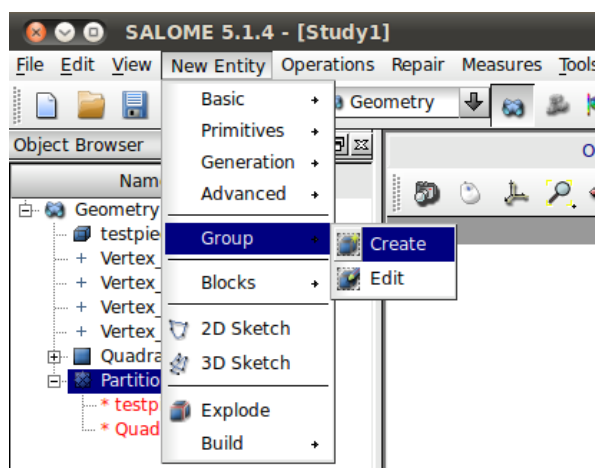 SALOME 5.1.4 - [Study1]
File Edit View New Entity Operations Repair Measures Tools
Geometry
Object Browser
Nam
Geometry
testpie
Vertex_
Vertex_
Vertex_
Vertex_
Quadra
Partitio
* testp
* Quad
Basic
Primitives
Generation
Advanced
Group
Blocks
2D Sketch
3D Sketch
Explode
Build
Create
Edit
O